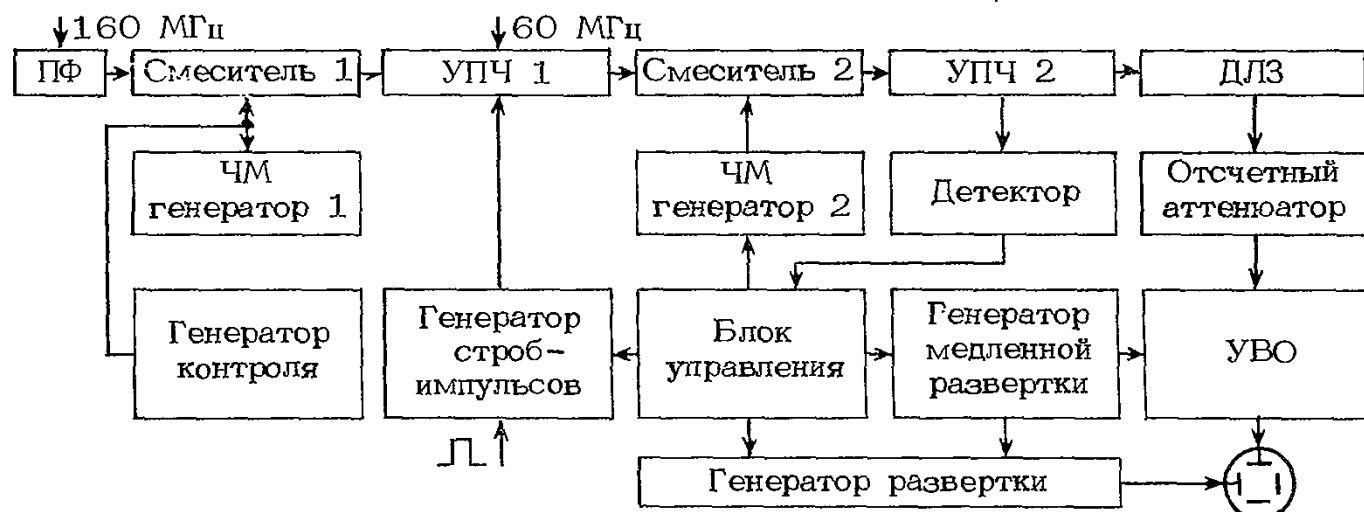 160 МГц
60 МГц
ПФ
Смеситель 1
УПЧ 1
Смеситель 2
УПЧ 2
ДЛЗ
ЧМ
генератор 1
ЧМ
генератор 2
Детектор
Отсчетный
аттенюатор
Генератор
контроля
Генератор
строб-
импульсов
Блок
управления
Генератор
медленной
развертки
УВО
Генератор развертки